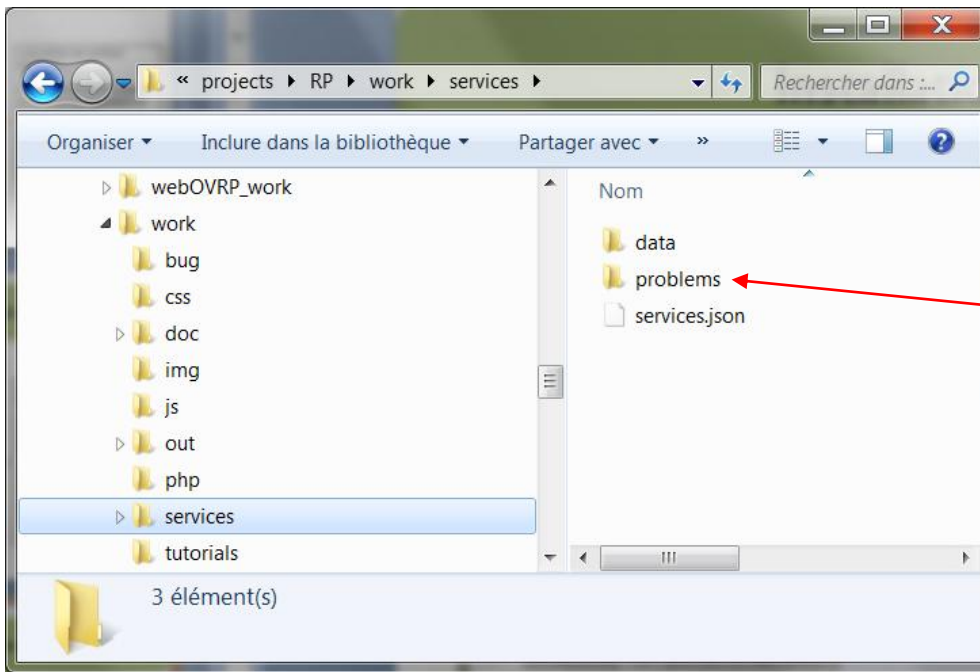 « projects ▸ RP ▸ work ▸ services ▸
Rechercher dans :...
Organiser ▾ Inclure dans la bibliothèque ▾ Partager avec ▾ »
webOVRP_work
work
bug
css
doc
img
js
out
php
services
tutorials
Nom
data
problems
services.json
3 élément(s)